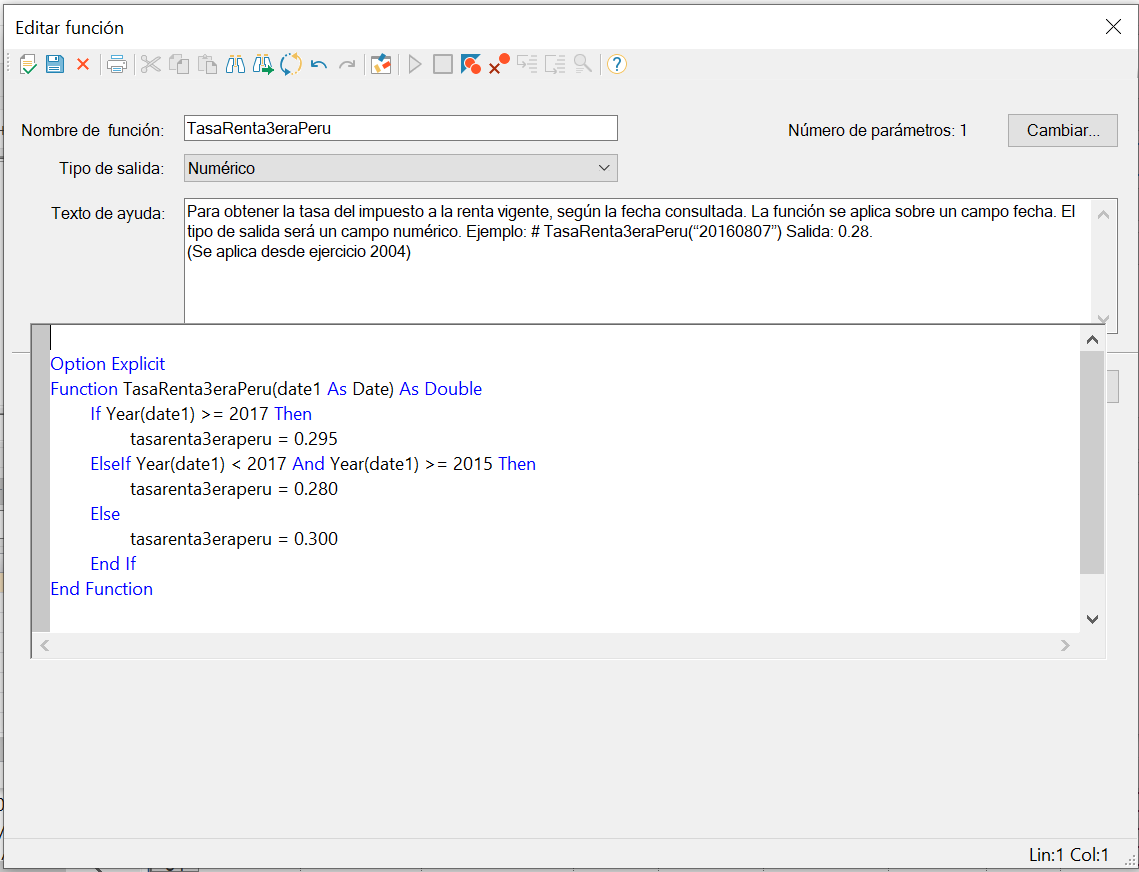 Editar función
Nombre de función:
TasaRenta3eraPeru
Número de parámetros: 1
Cambiar...
Tipo de salida:
Numérico
Texto de ayuda:
Para obtener la tasa del impuesto a la renta vigente, según la fecha consultada. La función se aplica sobre un campo fecha. El
tipo de salida será un campo numérico. Ejemplo: # TasaRenta3eraPeru(“20160807”) Salida: 0.28.
(Se aplica desde ejercicio 2004)
Option Explicit
Function TasaRenta3eraPeru(date1 As Date) As Double
If Year(date1) >= 2017 Then
tasarenta3eraperu = 0.295
ElseIf Year(date1) < 2017 And Year(date1) >= 2015 Then
tasarenta3eraperu = 0.280
Else
tasarenta3eraperu = 0.300
End If
End Function
Lin:1 Col:1